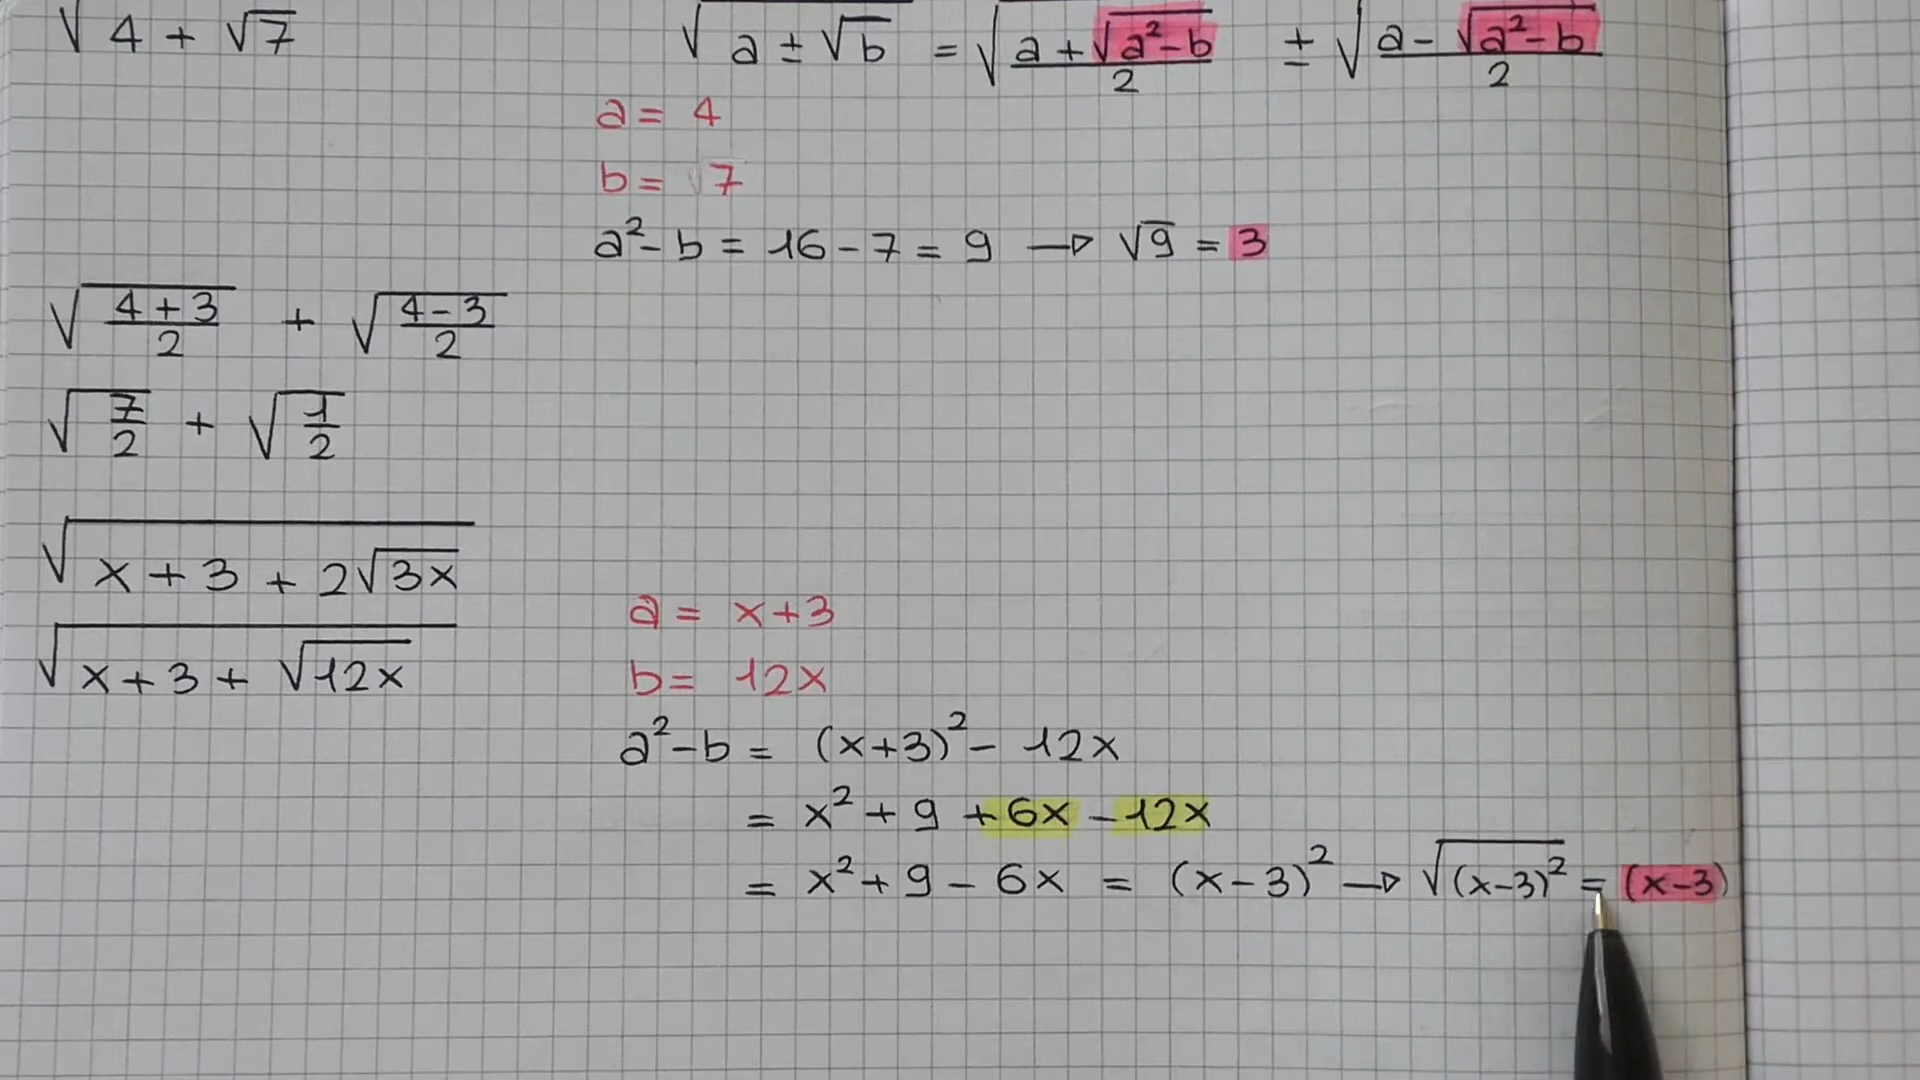 √(4 + √7)
√(a ± √b) = √((a + √(a² - b))/2) ± √((a - √(a² - b))/2)
a = 4
b = √7
a² - b = 16 - 7 = 9 → √9 = 3
√((4 + 3)/2) + √((4 - 3)/2)
√(7/2) + √(1/2)
√(x + 3 + 2√(3x))
√(x + 3 + √(12x))
a = x + 3
b = 12x
a² - b = (x + 3)² - 12x
= x² + 9 + 6x - 12x
= x² + 9 - 6x = (x - 3)² → √((x - 3)²) = (x - 3)